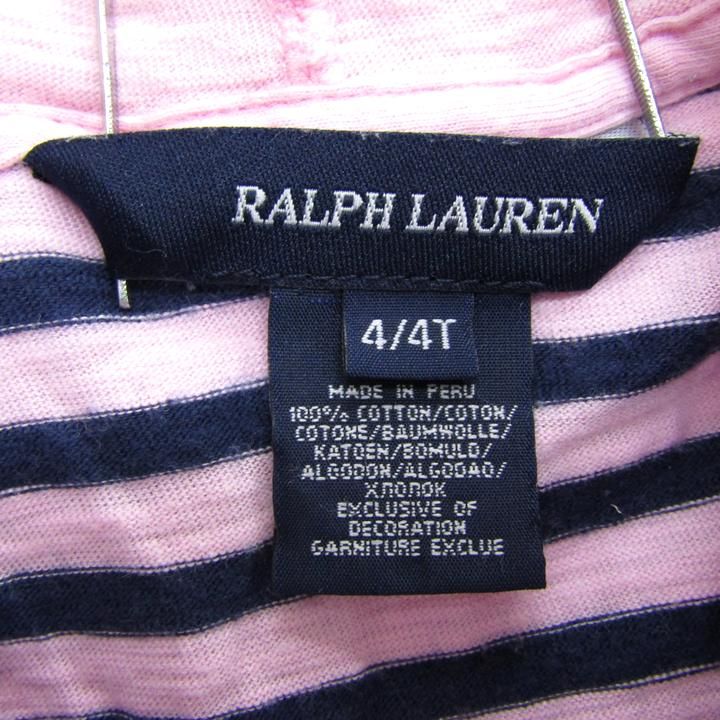 RALPH LAUREN
4/4T
MADE IN PERU
100% COTTON/COTON/
COTONE/BAUMWOLLE/
KATOEN/BOMULD/
ALGODON/ALGODAO/
ХЛОПОК
EXCLUSIVE OF
DECORATION
GARNITURE EXCLUE